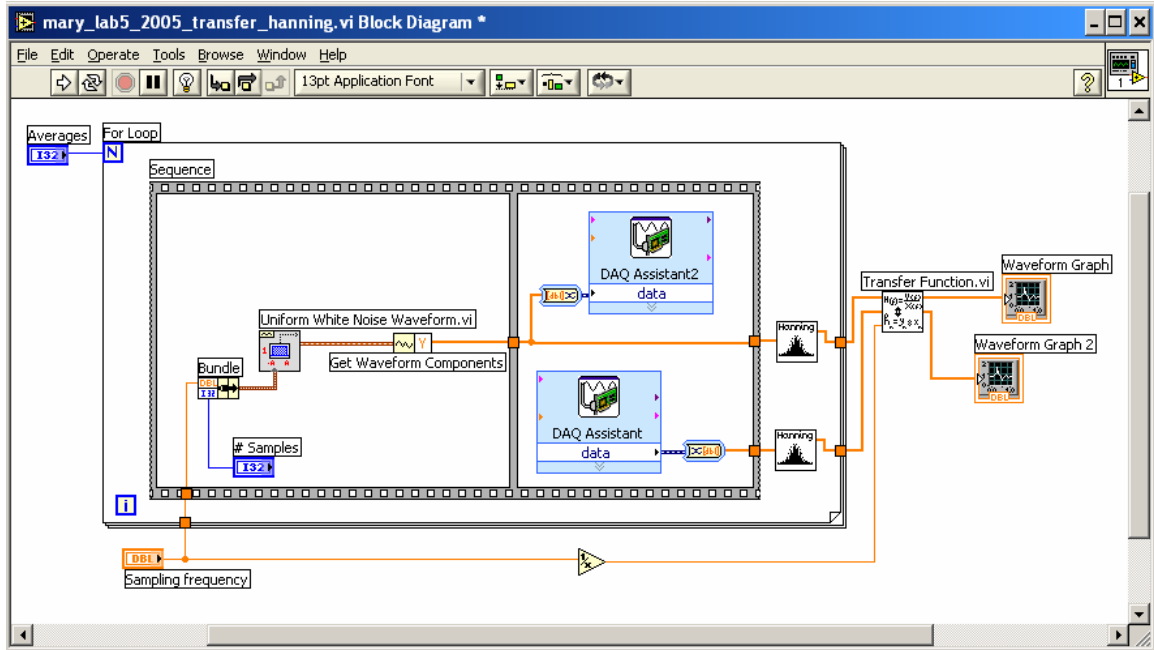 mary_lab5_2005_transfer_hanning.vi Block Diagram *
File Edit Operate Tools Browse Window Help
13pt Application Font
?
1
Averages
I32
For Loop
N
Sequence
DAQ Assistant2
data
Waveform Graph
DBL
Transfer Function.vi
Uniform White Noise Waveform.vi
Y
Get Waveform Components
Hanning
Waveform Graph 2
DBL
Bundle
DBL
I32
DAQ Assistant
data
Hanning
# Samples
I32
i
DBL
1/x
Sampling frequency